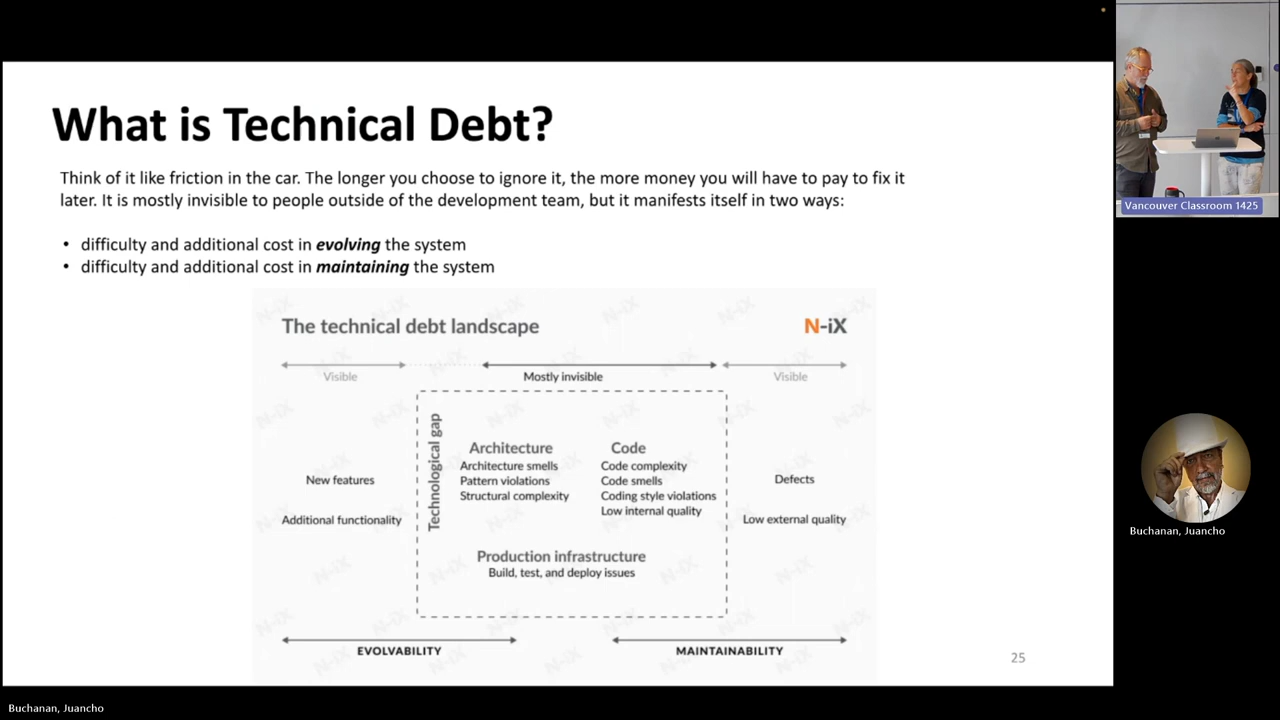 What is Technical Debt?
Think of it like friction in the car. The longer you choose to ignore it, the more money you will have to pay to fix it
later. It is mostly invisible to people outside of the development team, but it manifests itself in two ways:
• difficulty and additional cost in evolving the system
• difficulty and additional cost in maintaining the system
The technical debt landscape
N-iX
Visible
Mostly invisible
Visible
Technological gap
Architecture
Architecture smells
Pattern violations
Structural complexity
Code
Code complexity
Code smells
Coding style violations
Low internal quality
New features
Additional functionality
Defects
Low external quality
Production infrastructure
Build, test, and deploy issues
EVOLVABILITY
MAINTAINABILITY
25
Vancouver Classroom 1425
Buchanan, Juancho
Buchanan, Juancho